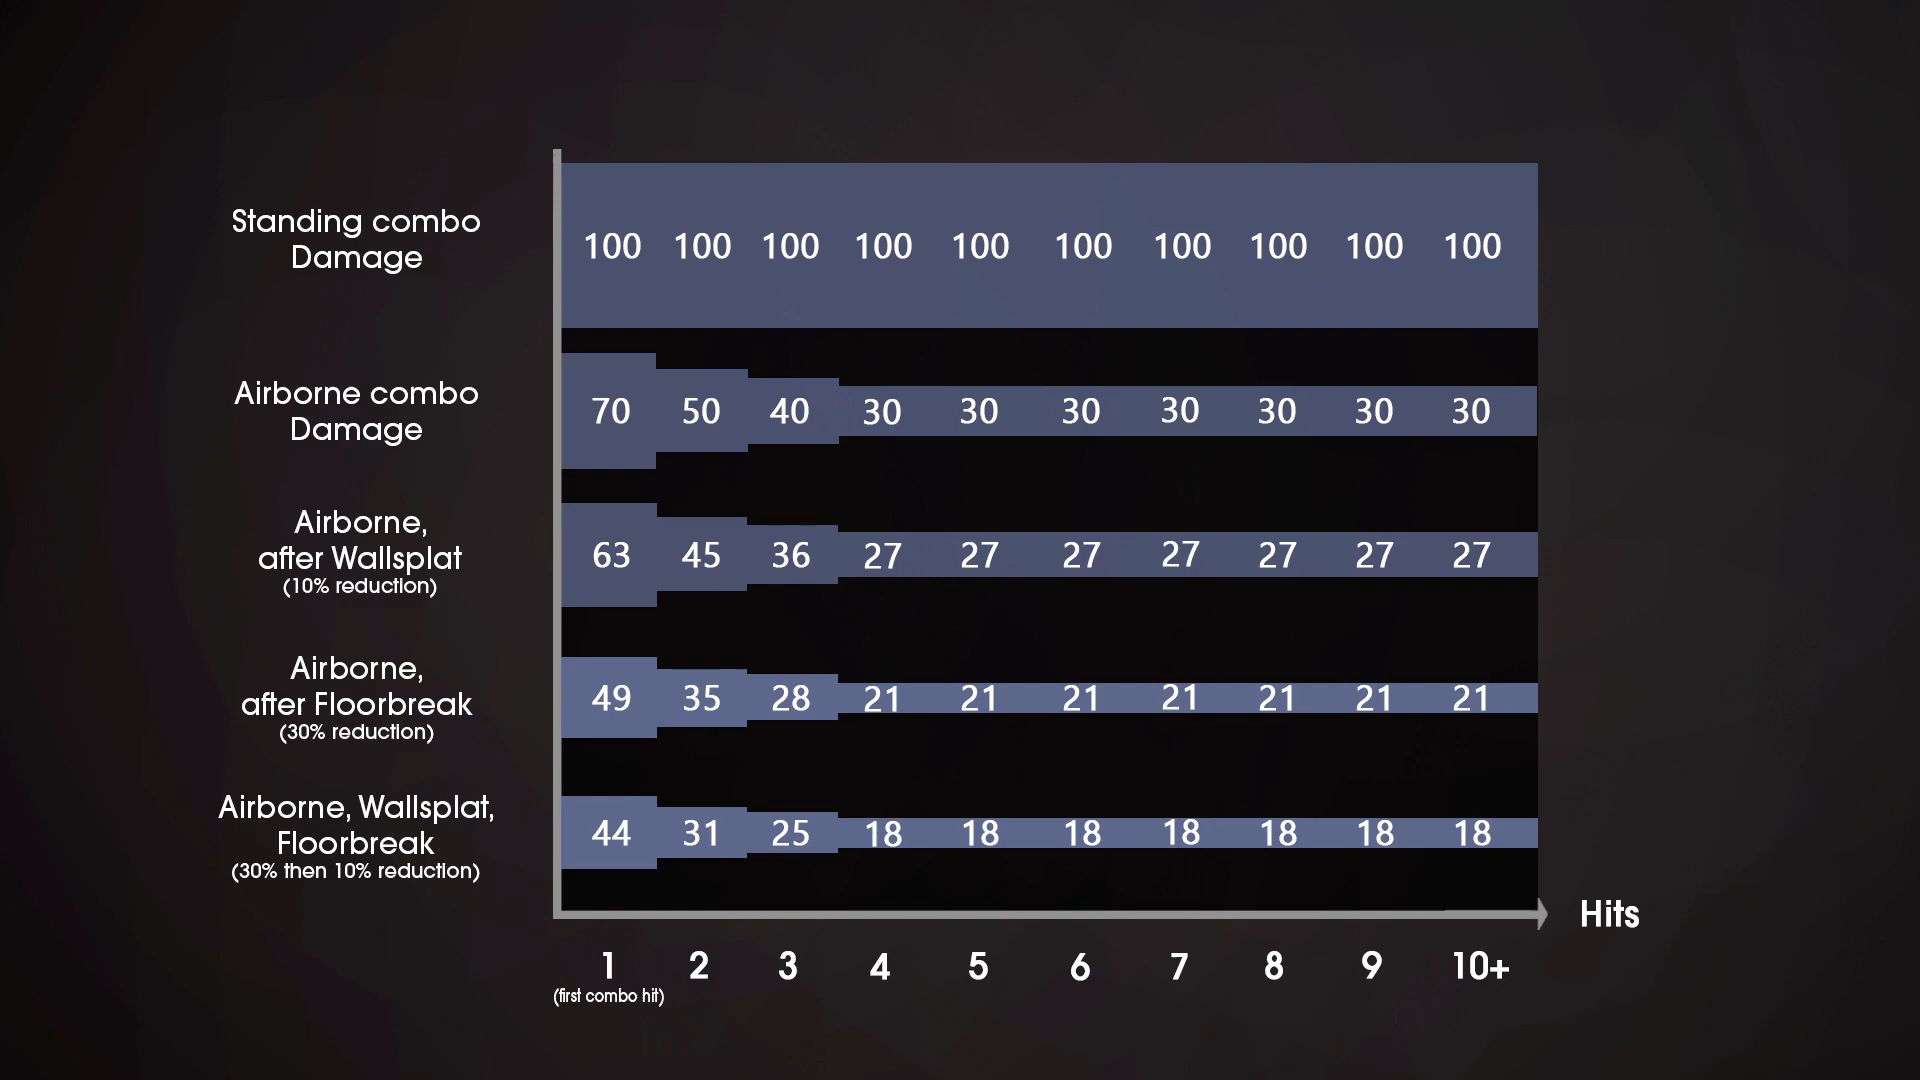 Standing combo
Damage
100 100 100 100 100 100 100 100 100 100
Airborne combo
Damage
70 50 40 30 30 30 30 30 30 30
Airborne,
after Wallsplat
(10% reduction)
63 45 36 27 27 27 27 27 27 27
Airborne,
after Floorbreak
(30% reduction)
49 35 28 21 21 21 21 21 21 21
Airborne, Wallsplat,
Floorbreak
(30% then 10% reduction)
44 31 25 18 18 18 18 18 18 18
Hits
1 2 3 4 5 6 7 8 9 10+
(first combo hit)